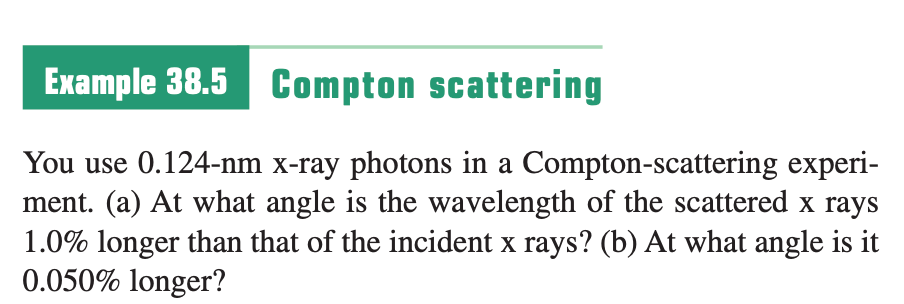 Example 38.5 Compton scattering
You use 0.124-nm x-ray photons in a Compton-scattering experi-
ment. (a) At what angle is the wavelength of the scattered x rays
1.0% longer than that of the incident x rays? (b) At what angle is it
0.050% longer?